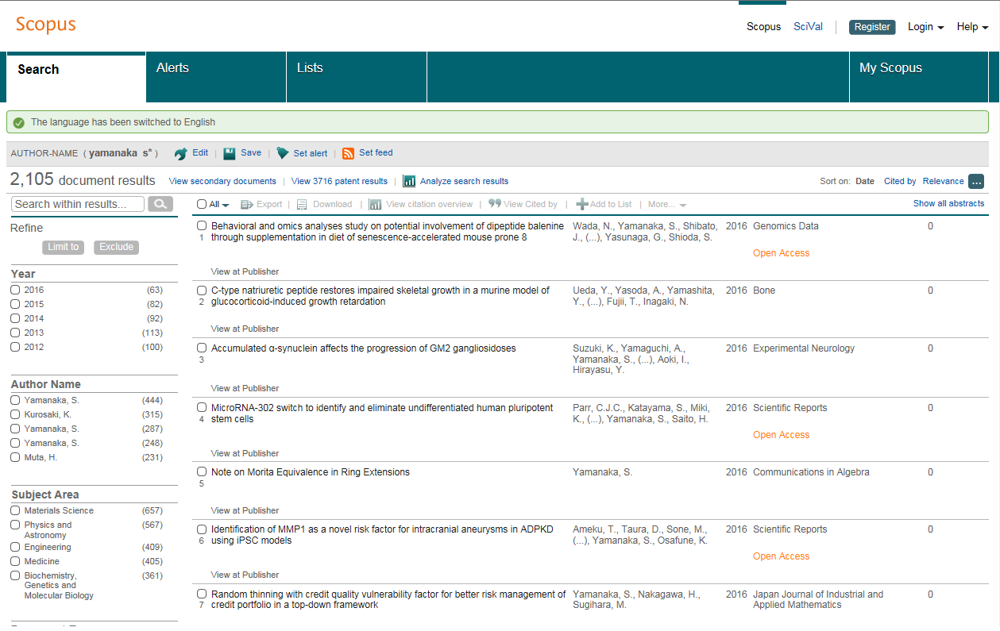 Scopus
Scopus SciVal Register Login Help
Search Alerts Lists My Scopus
The language has been switched to English
AUTHOR-NAME ( yamanaka s* ) Edit | Save | Set alert | Set feed
2,105 document results View secondary documents | View 3716 patent results | Analyze search results Sort on: Date Cited by Relevance ...
Search within results...
All Export | Download | View citation overview | View Cited by | Add to List | More... Show all abstracts
Refine
Limit to Exclude
Year
2016 (63)
2015 (82)
2014 (92)
2013 (113)
2012 (100)
Author Name
Yamanaka, S. (444)
Kurosaki, K. (315)
Yamanaka, S. (287)
Yamanaka, S. (248)
Muta, H. (231)
Subject Area
Materials Science (657)
Physics and (567)
Astronomy
Engineering (409)
Medicine (405)
Biochemistry, (361)
Genetics and
Molecular Biology
Behavioral and omics analyses study on potential involvement of dipeptide balenine Wada, N., Yamanaka, S., Shibato, 2016 Genomics Data 0
1 through supplementation in diet of senescence-accelerated mouse prone 8 J., (...), Yasunaga, G., Shioda, S.
Open Access
View at Publisher
C-type natriuretic peptide restores impaired skeletal growth in a murine model of Ueda, Y., Yasoda, A., Yamashita, 2016 Bone 0
2 glucocorticoid-induced growth retardation Y., (...), Fujii, T., Inagaki, N.
View at Publisher
Accumulated α-synuclein affects the progression of GM2 gangliosidoses Suzuki, K., Yamaguchi, A., 2016 Experimental Neurology 0
3 Yamanaka, S., (...), Aoki, I.,
Hirayasu, Y.
View at Publisher
MicroRNA-302 switch to identify and eliminate undifferentiated human pluripotent Parr, C.J.C., Katayama, S., Miki, 2016 Scientific Reports 0
4 stem cells K., (...), Yamanaka, S., Saito, H.
Open Access
View at Publisher
Note on Morita Equivalence in Ring Extensions Yamanaka, S. 2016 Communications in Algebra 0
5
View at Publisher
Identification of MMP1 as a novel risk factor for intracranial aneurysms in ADPKD Ameku, T., Taura, D., Sone, M., 2016 Scientific Reports 0
6 using iPSC models (...), Yamanaka, S., Osafune, K.
Open Access
View at Publisher
Random thinning with credit quality vulnerability factor for better risk management of Yamanaka, S., Nakagawa, H., 2016 Japan Journal of Industrial and 0
7 credit portfolio in a top-down framework Sugihara, M. Applied Mathematics